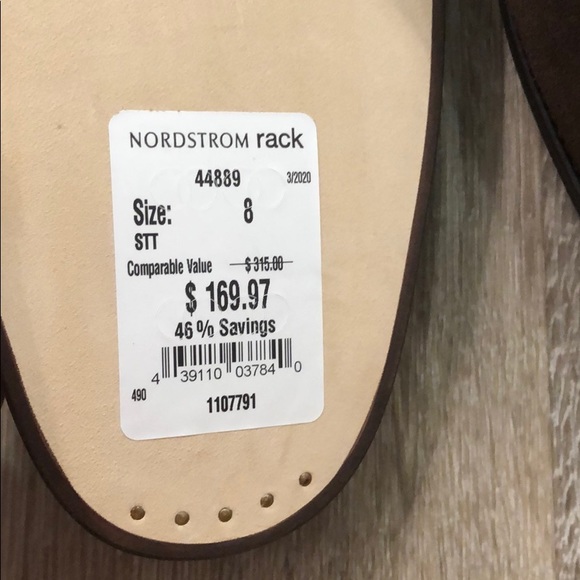 NORDSTROM rack
44889 3/2020
Size: 8
STT
Comparable Value $ 315.00
$ 169.97
46% Savings
4 39110 03784 0
490
1107791